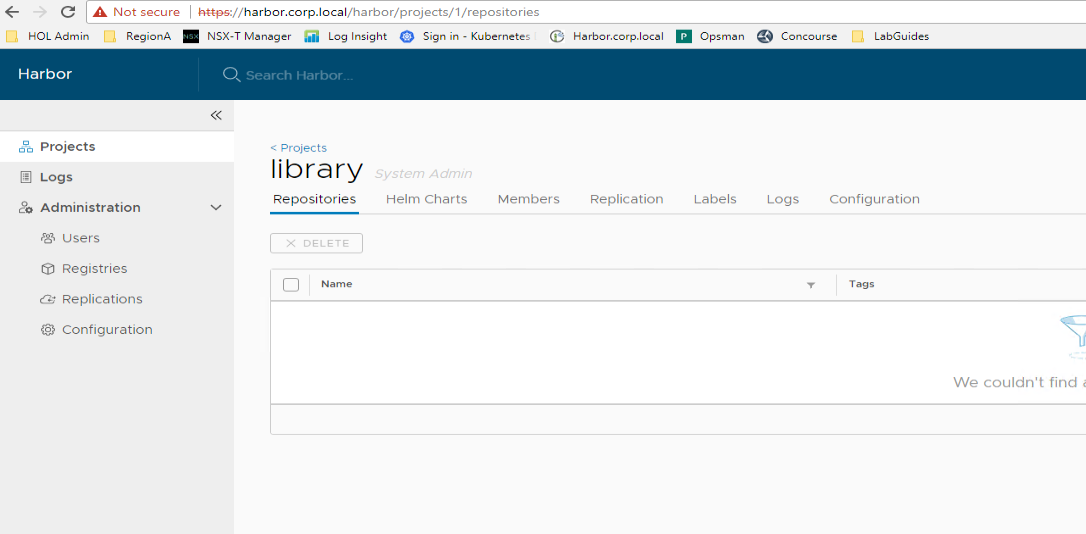 Not secure https://harbor.corp.local/harbor/projects/1/repositories
HOL Admin RegionA NSX NSX-T Manager Log Insight Sign in - Kubernetes Harbor.corp.local P Opsman Concourse LabGuides
Harbor Search Harbor...
Projects
Logs
Administration
Users
Registries
Replications
Configuration
< Projects
library System Admin
Repositories Helm Charts Members Replication Labels Logs Configuration
DELETE
Name Tags
We couldn't find a